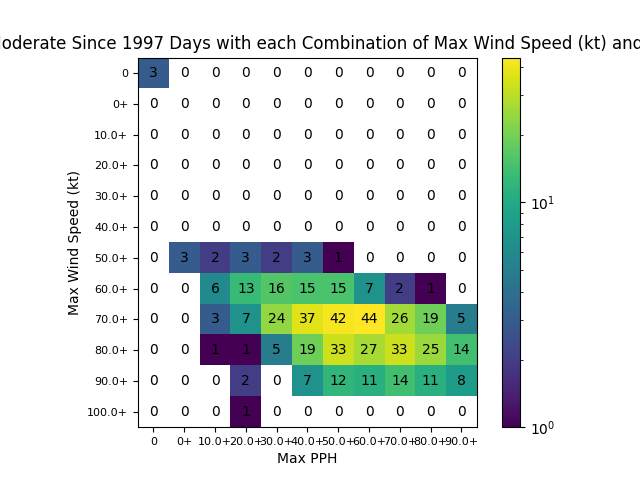 Moderate Since 1997 Days with each Combination of Max Wind Speed (kt) and
0 3 0 0 0 0 0 0 0 0 0 0
0+ 0 0 0 0 0 0 0 0 0 0 0
10.0+ 0 0 0 0 0 0 0 0 0 0 0
20.0+ 0 0 0 0 0 0 0 0 0 0 0
30.0+ 0 0 0 0 0 0 0 0 0 0 0
40.0+ 0 0 0 0 0 0 0 0 0 0 0
50.0+ 0 3 2 3 2 3 1 0 0 0 0
60.0+ 0 0 6 13 16 15 15 7 2 1 0
70.0+ 0 0 3 7 24 37 42 44 26 19 5
80.0+ 0 0 1 1 5 19 33 27 33 25 14
90.0+ 0 0 0 2 0 7 12 11 14 11 8
100.0+ 0 0 0 1 0 0 0 0 0 0 0
0 0+ 10.0+ 20.0+ 30.0+ 40.0+ 50.0+ 60.0+ 70.0+ 80.0+ 90.0+
Max PPH
Max Wind Speed (kt)
10¹
10⁰